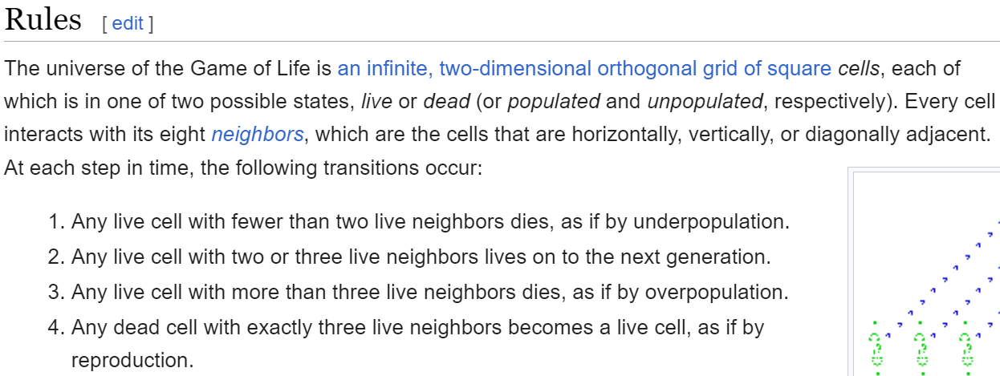 Rules [ edit ]
The universe of the Game of Life is an infinite, two-dimensional orthogonal grid of square cells, each of
which is in one of two possible states, live or dead (or populated and unpopulated, respectively). Every cell
interacts with its eight neighbors, which are the cells that are horizontally, vertically, or diagonally adjacent.
At each step in time, the following transitions occur:
1. Any live cell with fewer than two live neighbors dies, as if by underpopulation.
2. Any live cell with two or three live neighbors lives on to the next generation.
3. Any live cell with more than three live neighbors dies, as if by overpopulation.
4. Any dead cell with exactly three live neighbors becomes a live cell, as if by
reproduction.